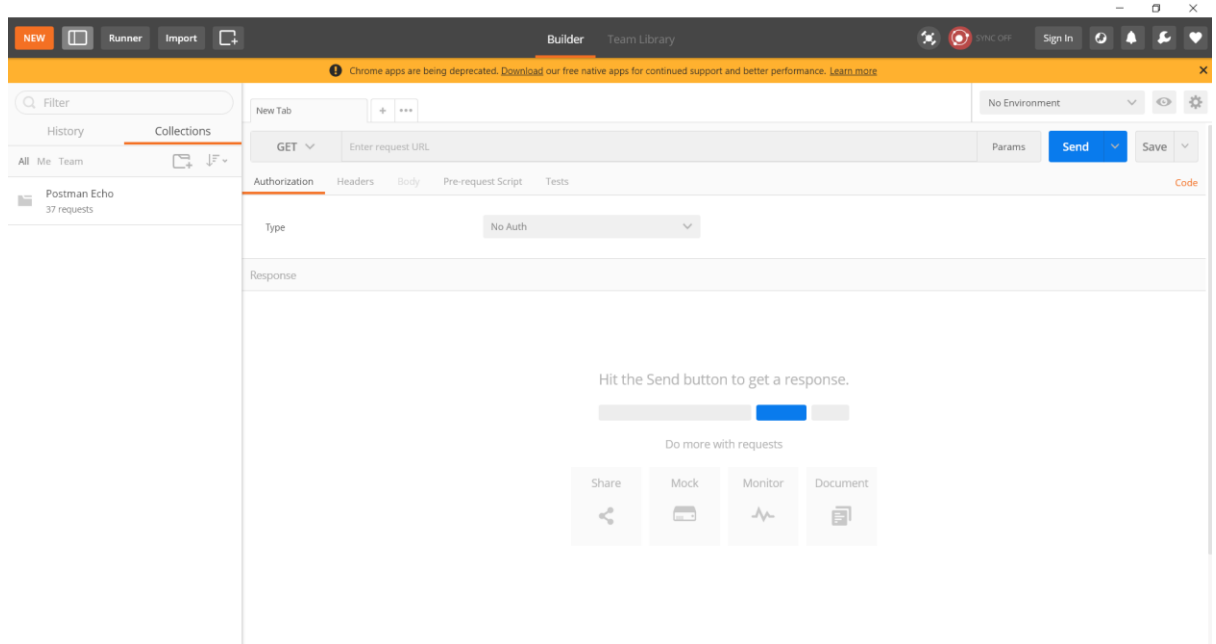 NEW Runner Import Builder Team Library SYNC OFF Sign In
Chrome apps are being deprecated. Download our free native apps for continued support and better performance. Learn more
Filter
History Collections
All Me Team
Postman Echo
37 requests
New Tab
No Environment
GET Enter request URL Params Send Save
Authorization Headers Body Pre-request Script Tests Code
Type No Auth
Response
Hit the Send button to get a response.
Do more with requests
Share Mock Monitor Document